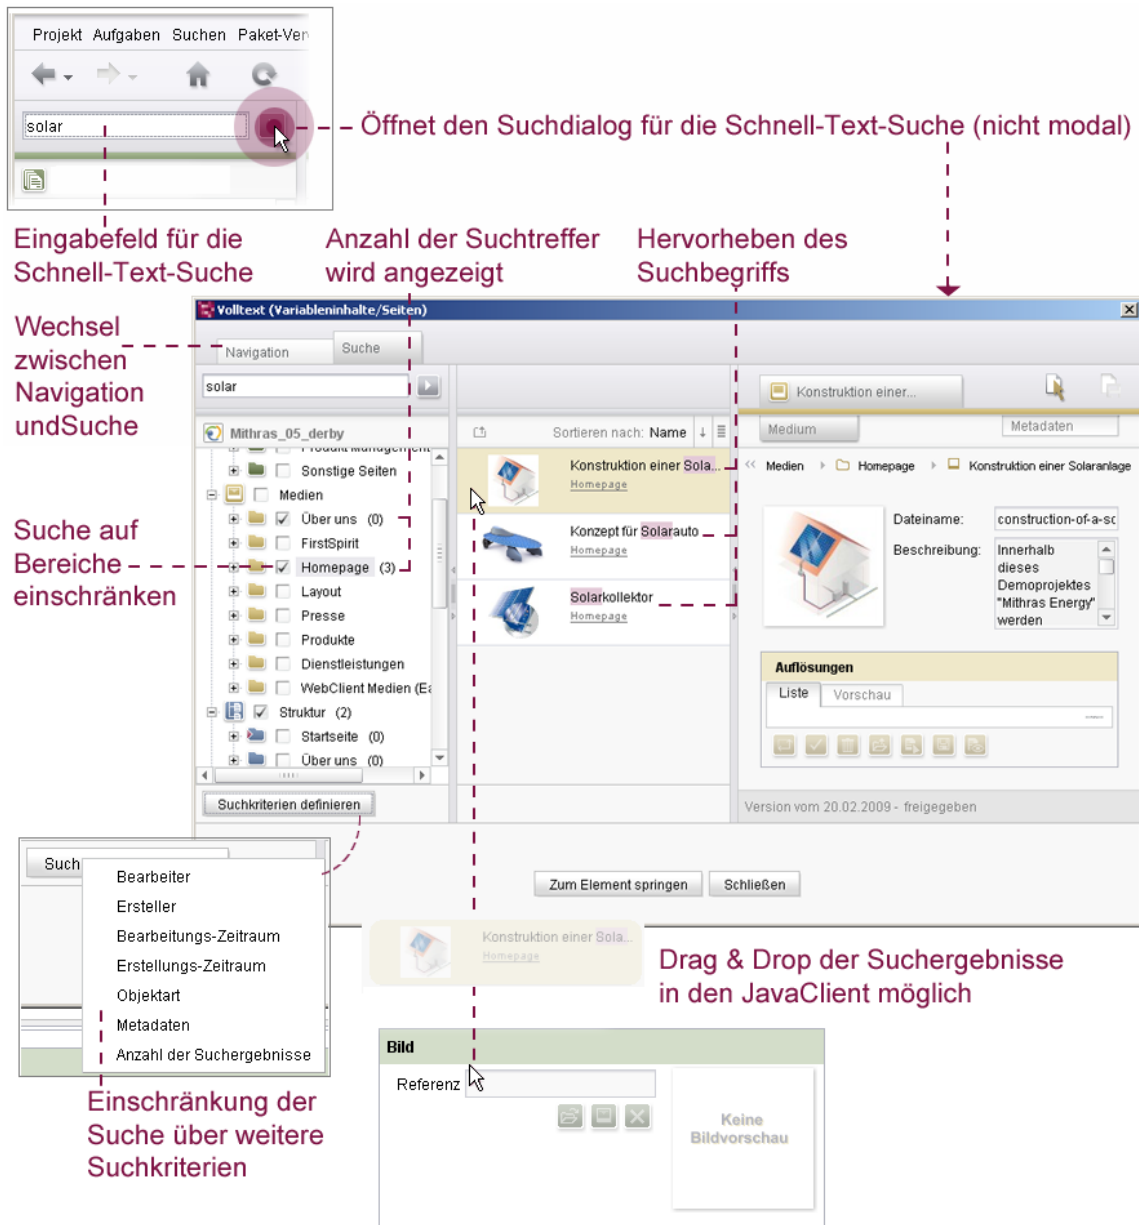 Projekt Aufgaben Suchen Paket-Ver
solar
Öffnet den Suchdialog für die Schnell-Text-Suche (nicht modal)
Eingabefeld für die
Schnell-Text-Suche
Anzahl der Suchtreffer
wird angezeigt
Hervorheben des
Suchbegriffs
Wechsel
zwischen
Navigation
undSuche
Suche auf
Bereiche
einschränken
Volltext (Variableninhalte/Seiten)
Navigation
Suche
solar
Mithras_05_derby
Produkt Management
Sonstige Seiten
Medien
Über uns (0)
FirstSpirit
Homepage (3)
Layout
Presse
Produkte
Dienstleistungen
WebClient Medien (Ea
Struktur (2)
Startseite (0)
Über uns (0)
Suchkriterien definieren
Sortieren nach: Name
Konstruktion einer Sola...
Homepage
Konzept für Solarauto
Homepage
Solarkollektor
Homepage
Konstruktion einer...
Medium
Metadaten
Medien Homepage Konstruktion einer Solaranlage
Dateiname: construction-of-a-sc
Beschreibung: Innerhalb
dieses
Demoprojektes
"Mithras Energy"
werden
Auflösungen
Liste Vorschau
Version vom 20.02.2009 - freigegeben
Zum Element springen Schließen
Such
Bearbeiter
Ersteller
Bearbeitungs-Zeitraum
Erstellungs-Zeitraum
Objektart
Metadaten
Anzahl der Suchergebnisse
Einschränkung der
Suche über weitere
Suchkriterien
Konstruktion einer Sola...
Homepage
Drag & Drop der Suchergebnisse
in den JavaClient möglich
Bild
Referenz
Keine
Bildvorschau